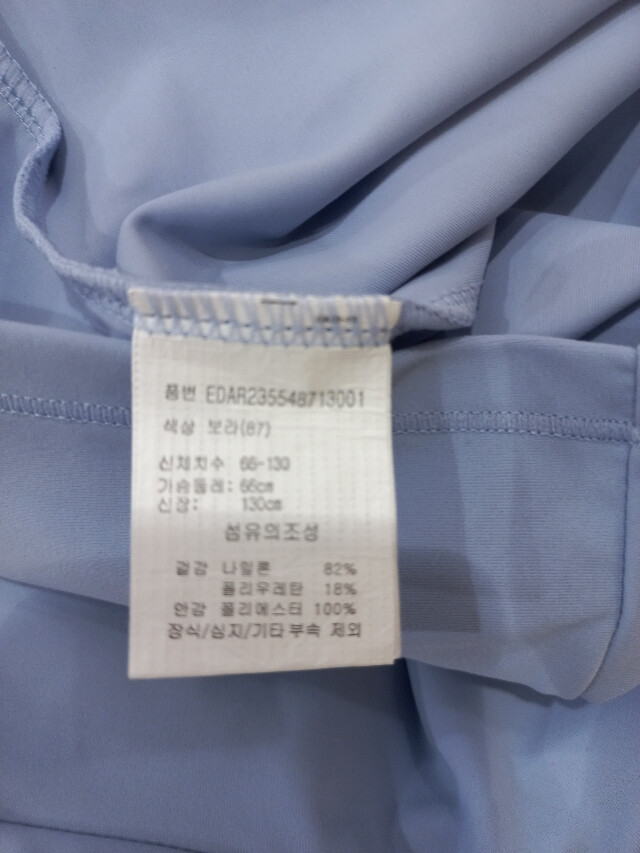 품번 EDAR235548713001
색상 보라(87)
신체치수 66-130
가슴둘레: 66cm
신장: 130cm
섬유의조성
겉감 나일론 82%
폴리우레탄 18%
안감 폴리에스터 100%
장식/심지/기타부속 제외